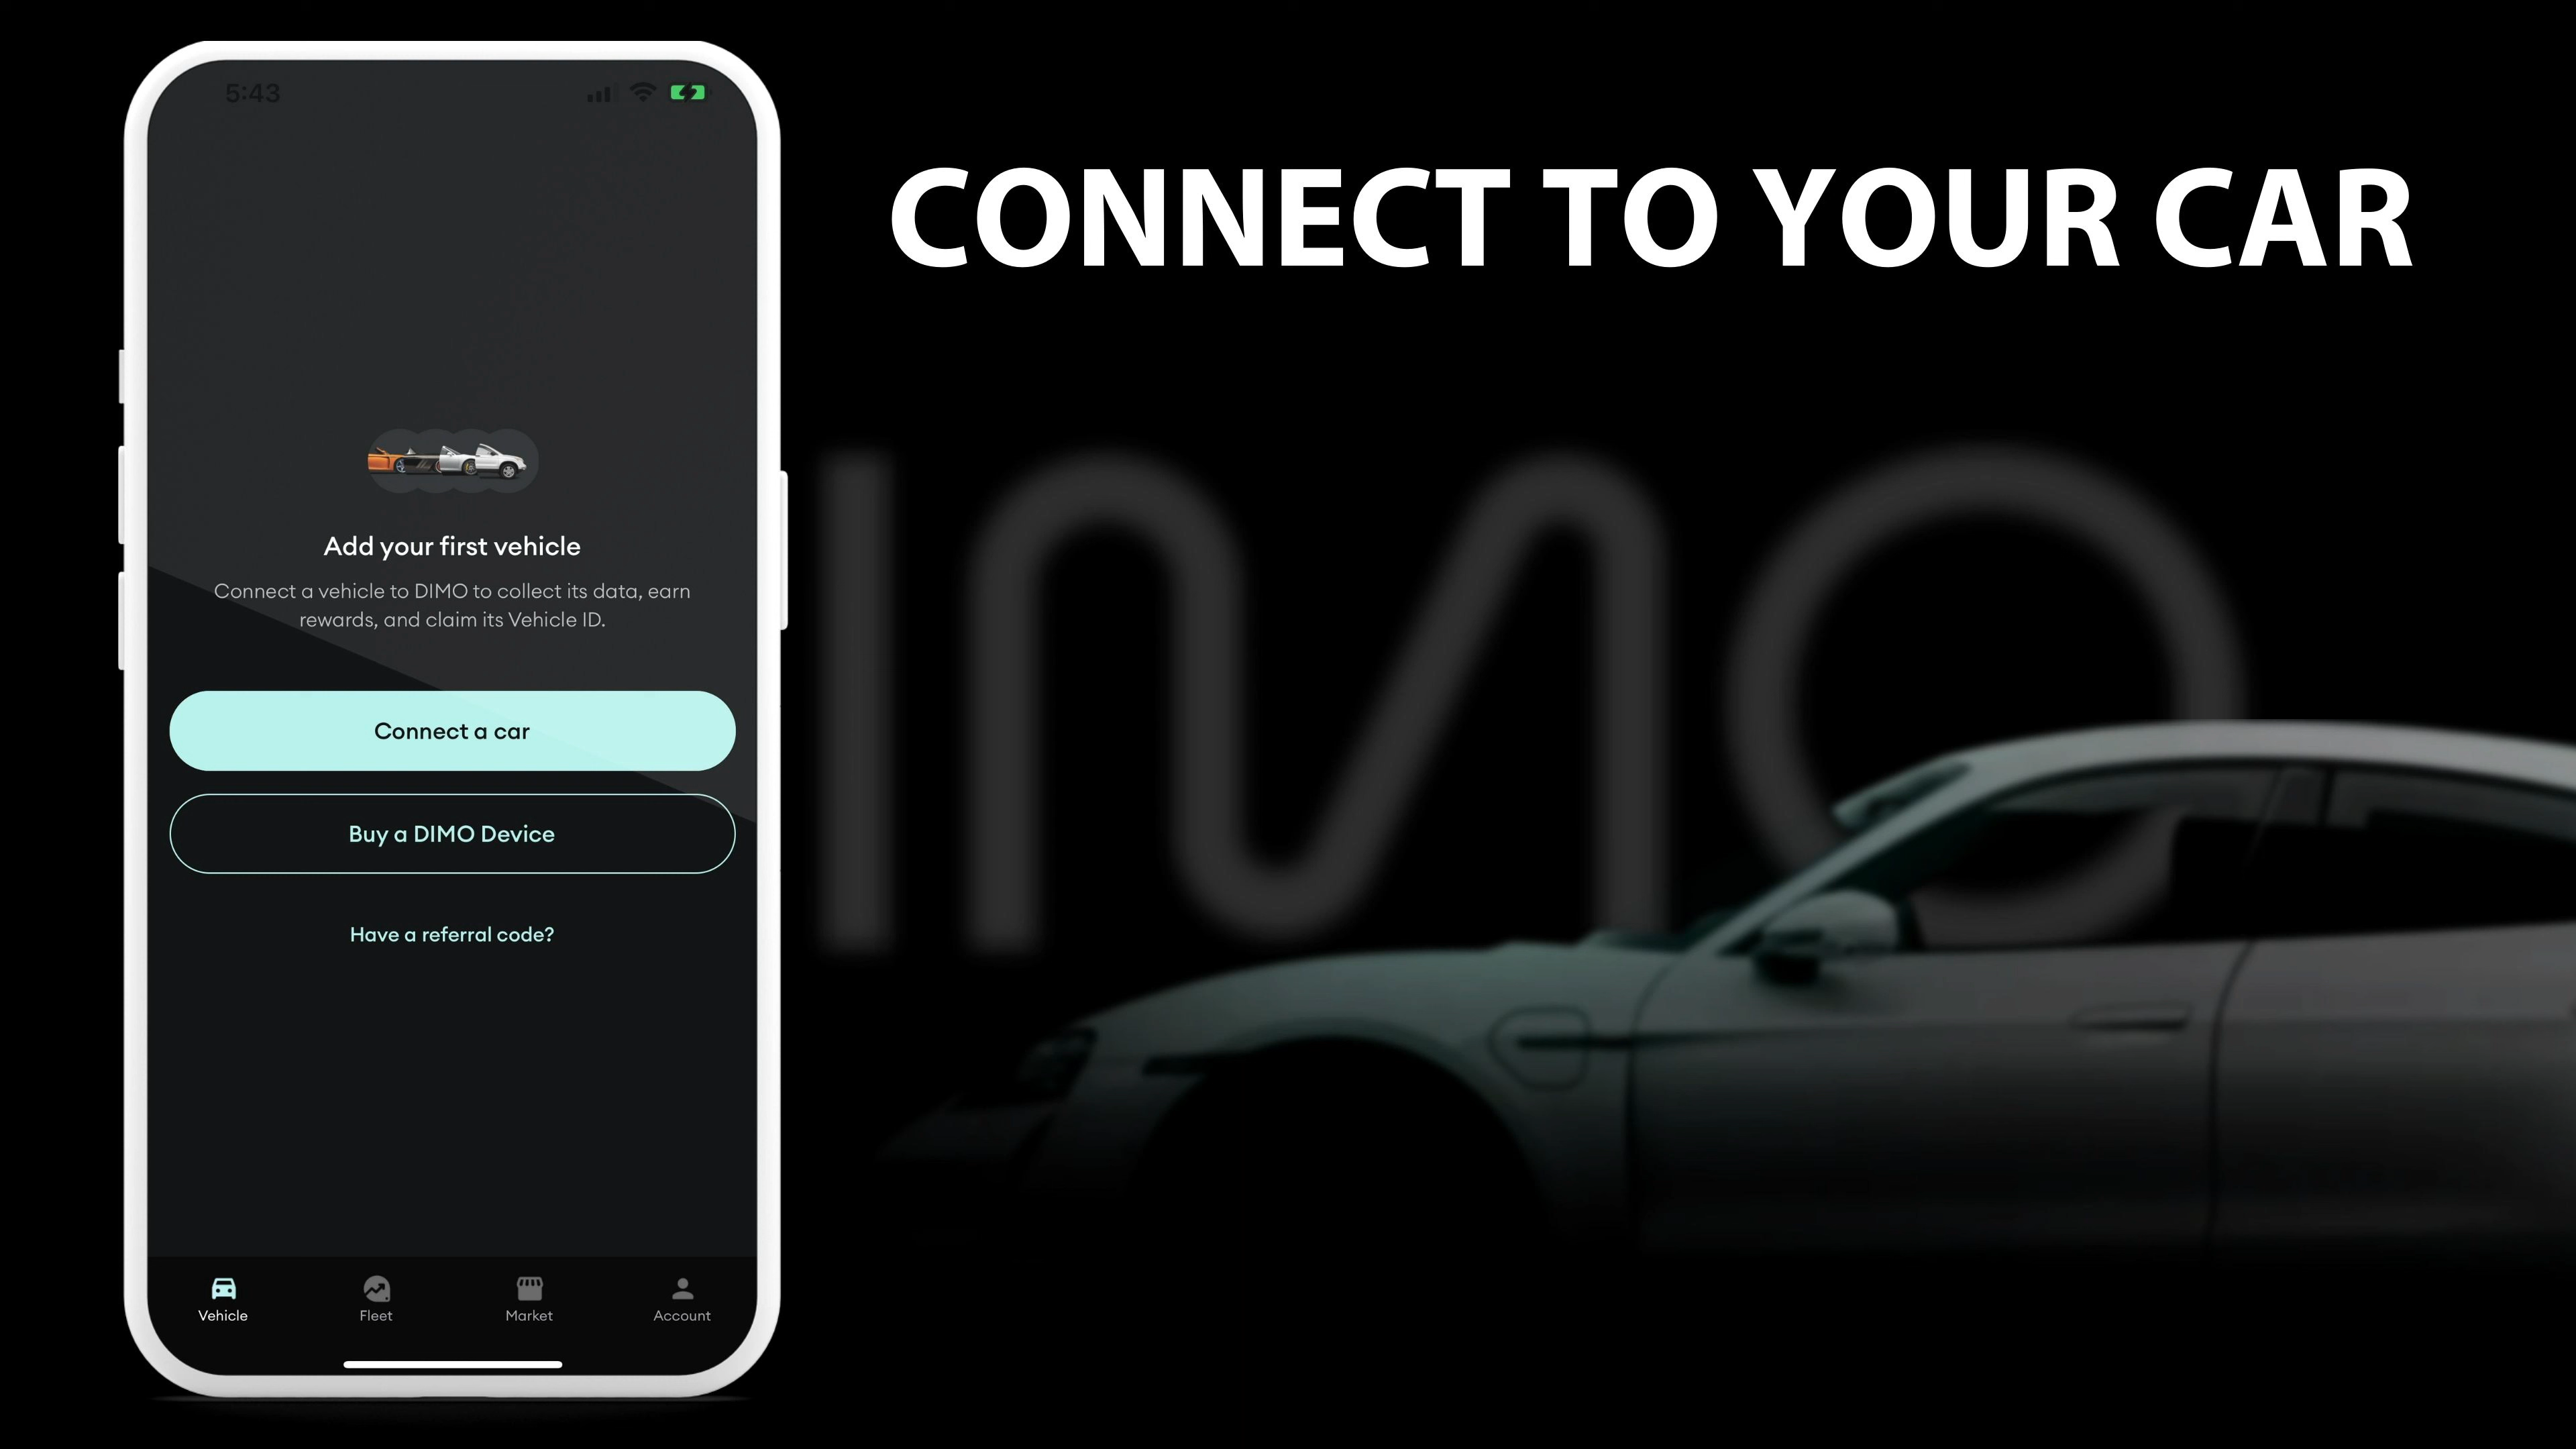 5:43
Add your first vehicle
Connect a vehicle to DIMO to collect its data, earn
rewards, and claim its Vehicle ID.
Connect a car
Buy a DIMO Device
Have a referral code?
Vehicle
Fleet
Market
Account
CONNECT TO YOUR CAR
IMO